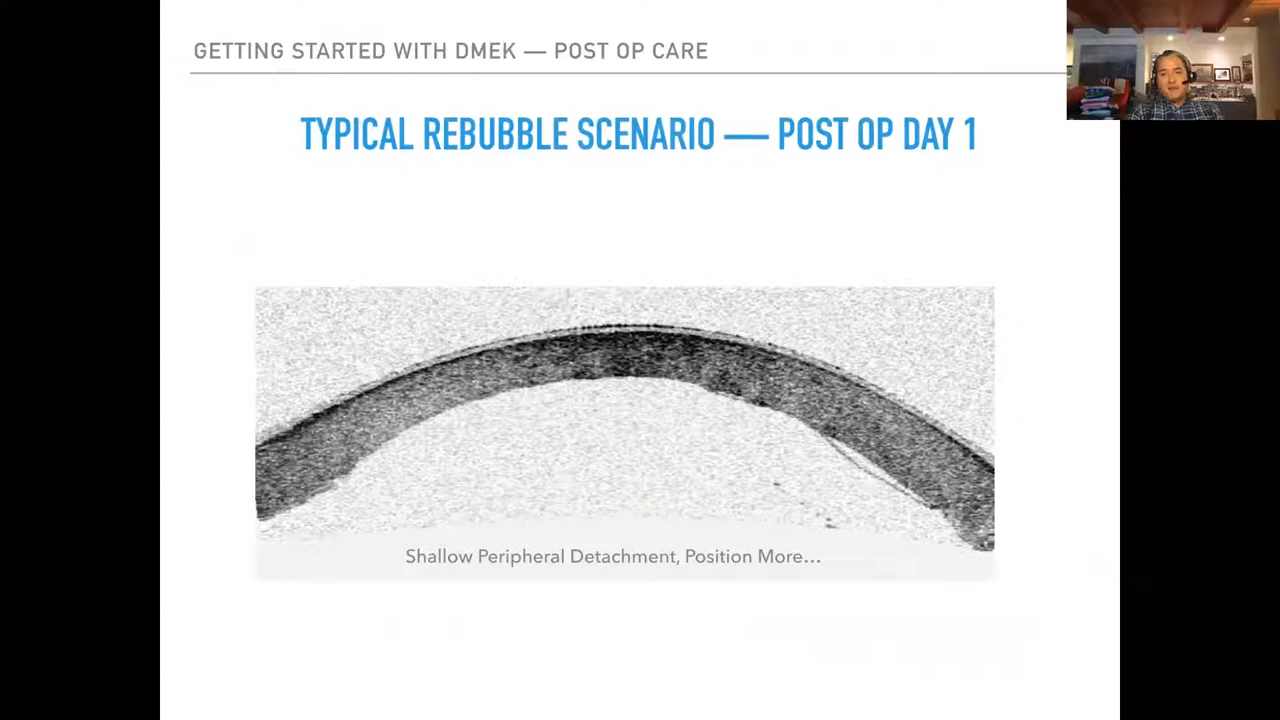 GETTING STARTED WITH DMEK — POST OP CARE
TYPICAL REBUBBLE SCENARIO — POST OP DAY 1
Shallow Peripheral Detachment, Position More...